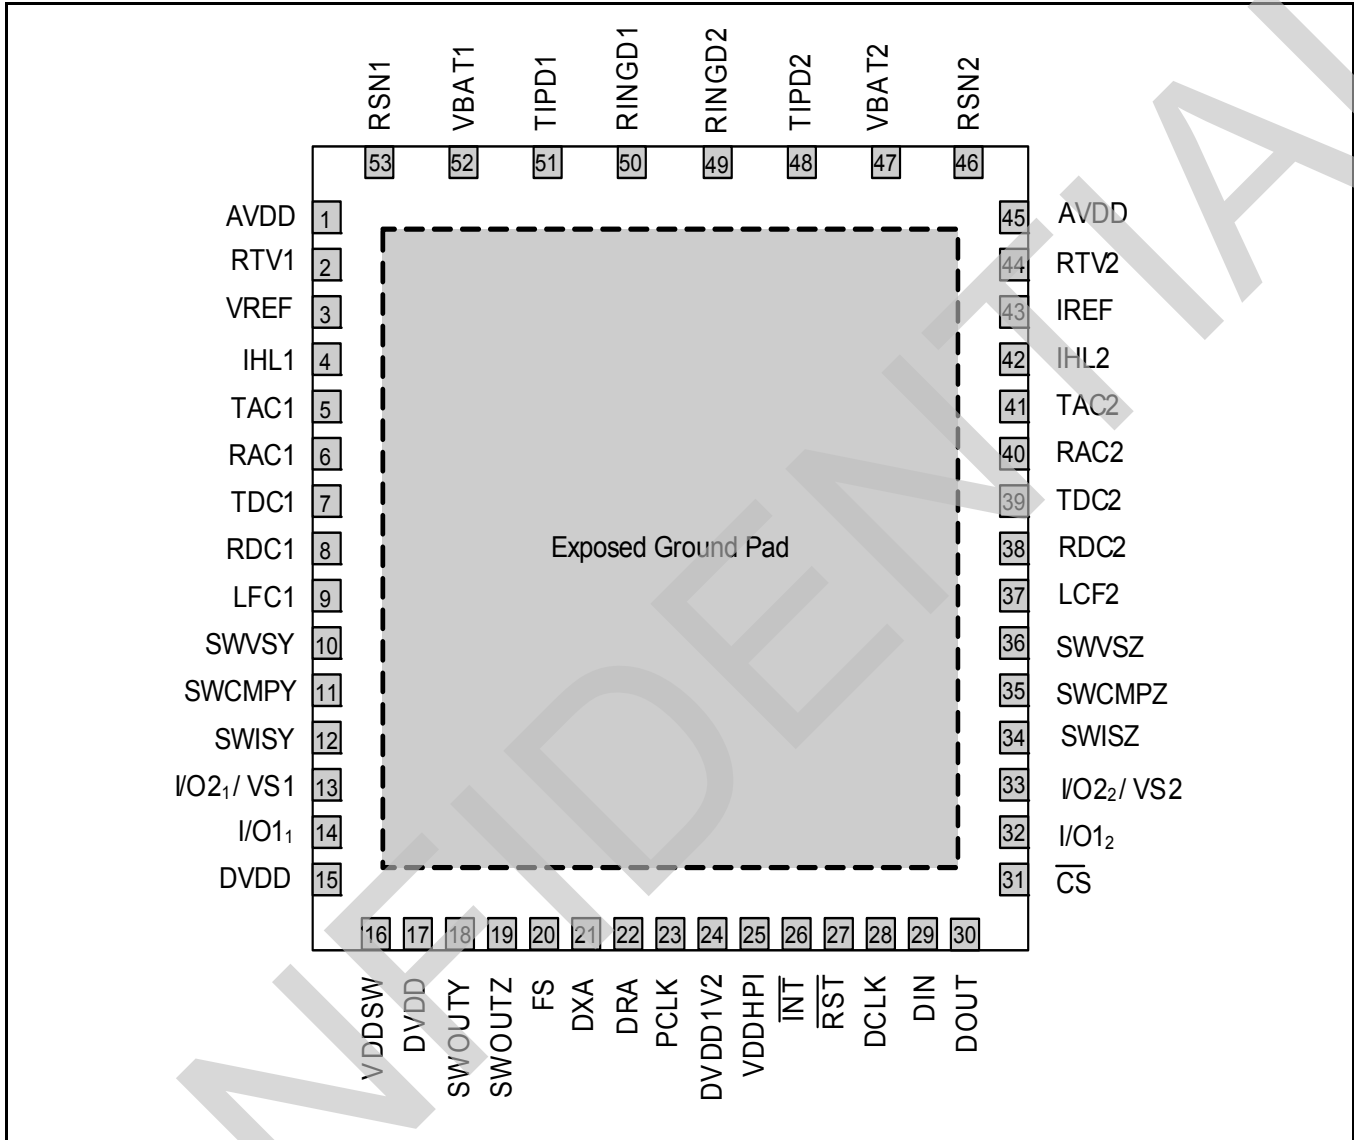 RSN1
VBAT1
TIPD1
RINGD1
RINGD2
TIPD2
VBAT2
RSN2
53 52 51 50 49 48 47 46
AVDD 1
RTV1 2
VREF 3
IHL1 4
TAC1 5
RAC1 6
TDC1 7
RDC1 8
LFC1 9
SWVSY 10
SWCMPY 11
SWISY 12
I/O2₁/ VS1 13
I/O1₁ 14
DVDD 15
Exposed Ground Pad
45 AVDD
44 RTV2
43 IREF
42 IHL2
41 TAC2
40 RAC2
39 TDC2
38 RDC2
37 LCF2
36 SWVSZ
35 SWCMPZ
34 SWISZ
33 I/O2₂/ VS2
32 I/O1₂
31 C̅S̅
16 17 18 19 20 21 22 23 24 25 26 27 28 29 30
VDDSW
DVDD
SWOUTY
SWOUTZ
FS
DXA
DRA
PCLK
DVDD1V2
VDDHPI
I̅N̅T̅
R̅S̅T̅
DCLK
DIN
DOUT
NFIDENTIAL